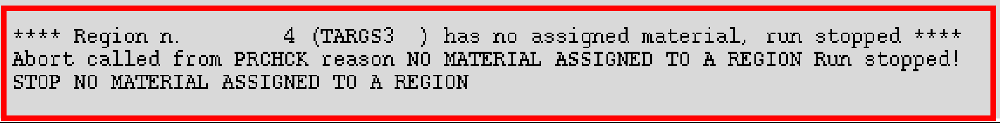 **** Region n.         4 (TARGS3  ) has no assigned material, run stopped ****
Abort called from PRCHCK reason NO MATERIAL ASSIGNED TO A REGION Run stopped!
STOP NO MATERIAL ASSIGNED TO A REGION